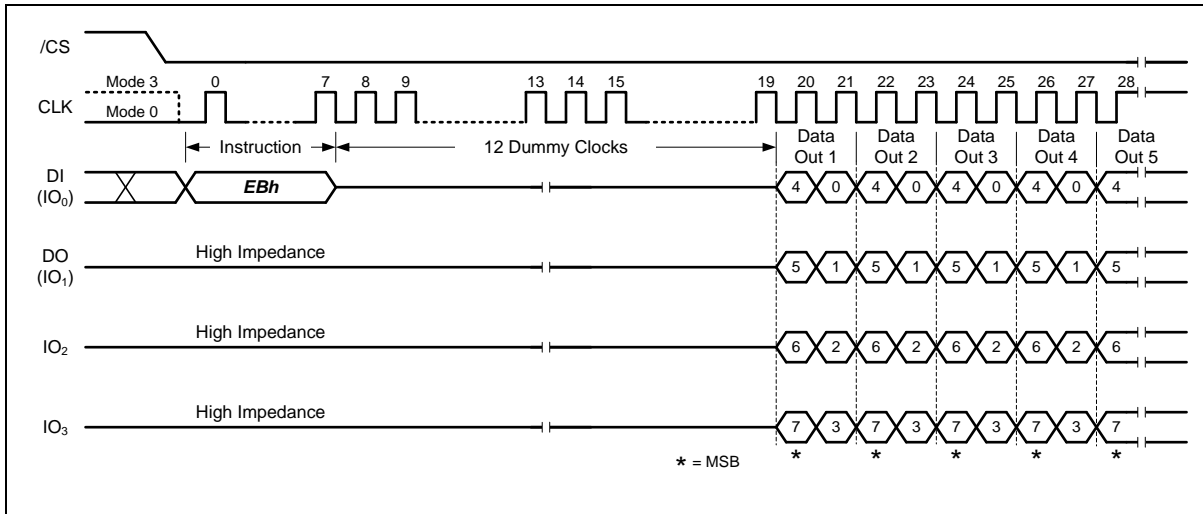 /CS
Mode 3 0 7 8 9 13 14 15 19 20 21 22 23 24 25 26 27 28
CLK
Mode 0
Instruction 12 Dummy Clocks Data Out 1 Data Out 2 Data Out 3 Data Out 4 Data Out 5
DI
(IO₀)
EBh 4 0 4 0 4 0 4 0 4
High Impedance
DO
(IO₁)
5 1 5 1 5 1 5 1 5
High Impedance
IO₂ 6 2 6 2 6 2 6 2 6
High Impedance
IO₃ 7 3 7 3 7 3 7 3 7
* = MSB * * * * *